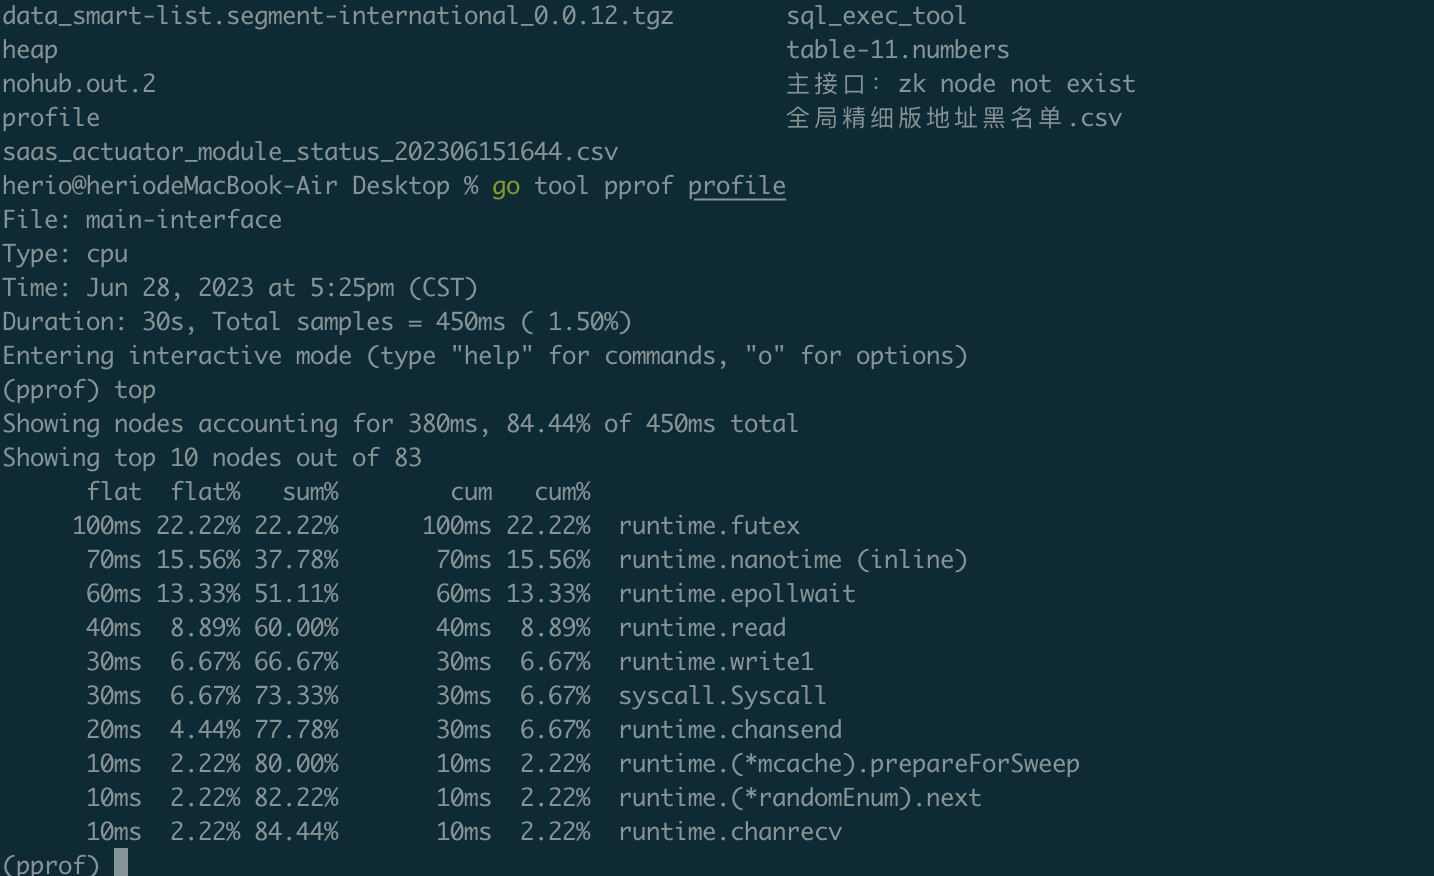 data_smart-list.segment-international_0.0.12.tgz        sql_exec_tool
heap                                                    table-11.numbers
nohub.out.2                                             主接口：zk node not exist
profile                                                 全局精细版地址黑名单.csv
saas_actuator_module_status_202306151644.csv
herio@heriodeMacBook-Air Desktop % go tool pprof profile
File: main-interface
Type: cpu
Time: Jun 28, 2023 at 5:25pm (CST)
Duration: 30s, Total samples = 450ms ( 1.50%)
Entering interactive mode (type "help" for commands, "o" for options)
(pprof) top
Showing nodes accounting for 380ms, 84.44% of 450ms total
Showing top 10 nodes out of 83
      flat  flat%   sum%        cum   cum%
     100ms 22.22% 22.22%      100ms 22.22%  runtime.futex
      70ms 15.56% 37.78%       70ms 15.56%  runtime.nanotime (inline)
      60ms 13.33% 51.11%       60ms 13.33%  runtime.epollwait
      40ms  8.89% 60.00%       40ms  8.89%  runtime.read
      30ms  6.67% 66.67%       30ms  6.67%  runtime.write1
      30ms  6.67% 73.33%       30ms  6.67%  syscall.Syscall
      20ms  4.44% 77.78%       30ms  6.67%  runtime.chansend
      10ms  2.22% 80.00%       10ms  2.22%  runtime.(*mcache).prepareForSweep
      10ms  2.22% 82.22%       10ms  2.22%  runtime.(*randomEnum).next
      10ms  2.22% 84.44%       10ms  2.22%  runtime.chanrecv
(pprof)